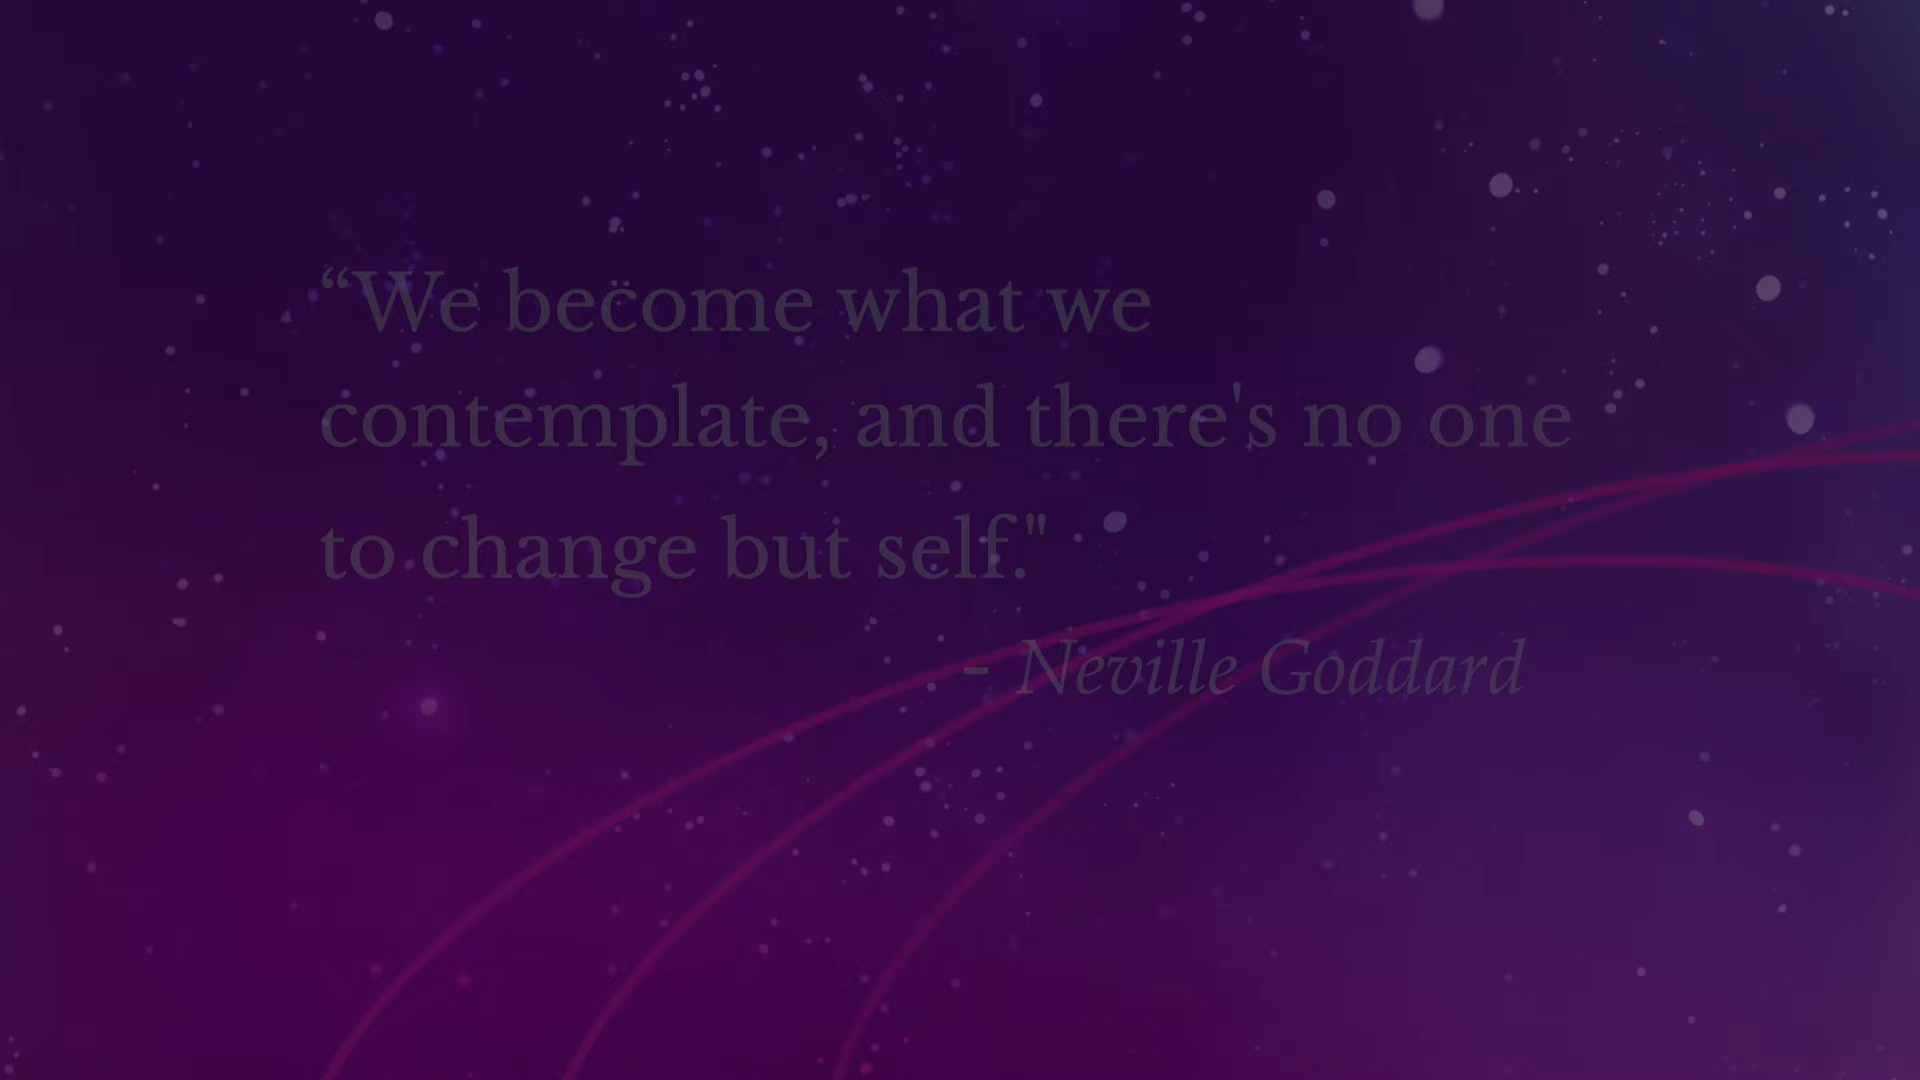 “We become what we
contemplate, and there's no one
to change but self."
- Neville Goddard